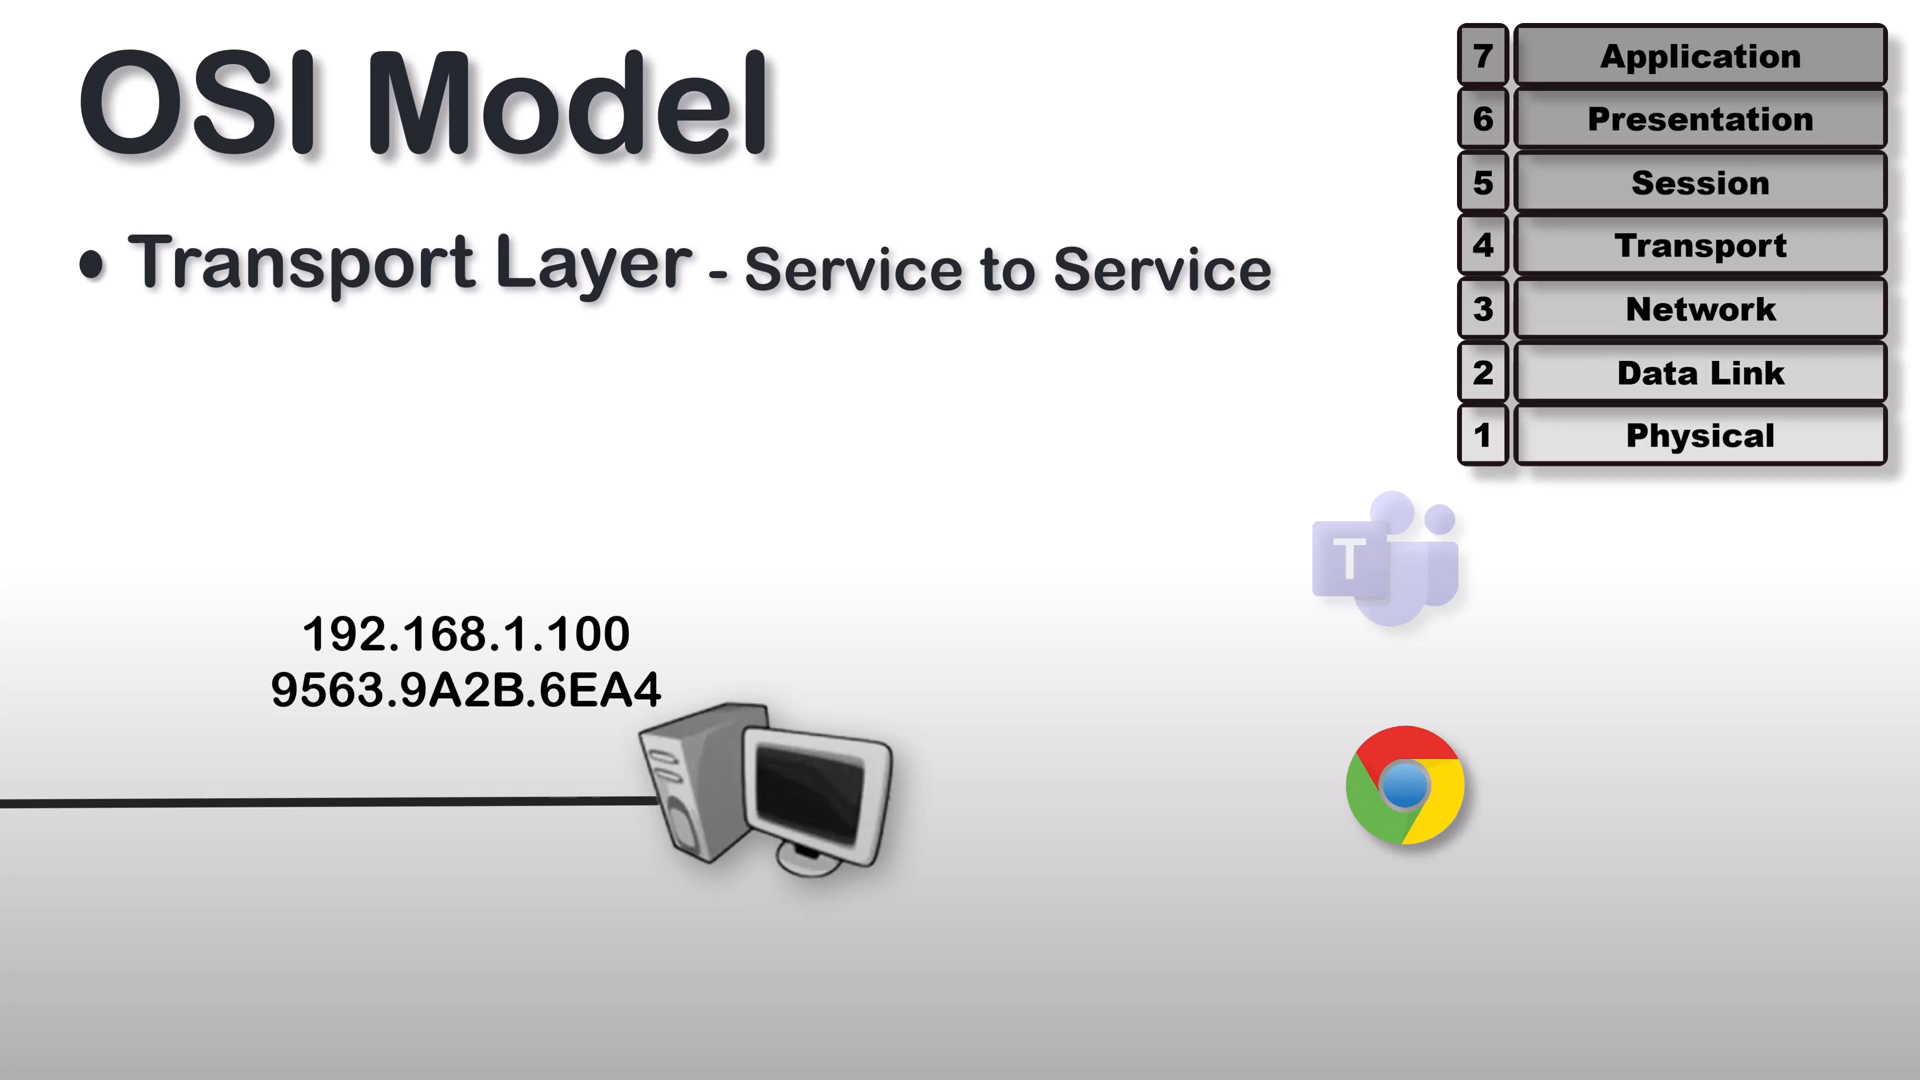 OSI Model
• Transport Layer - Service to Service
7 Application
6 Presentation
5 Session
4 Transport
3 Network
2 Data Link
1 Physical
T
192.168.1.100
9563.9A2B.6EA4